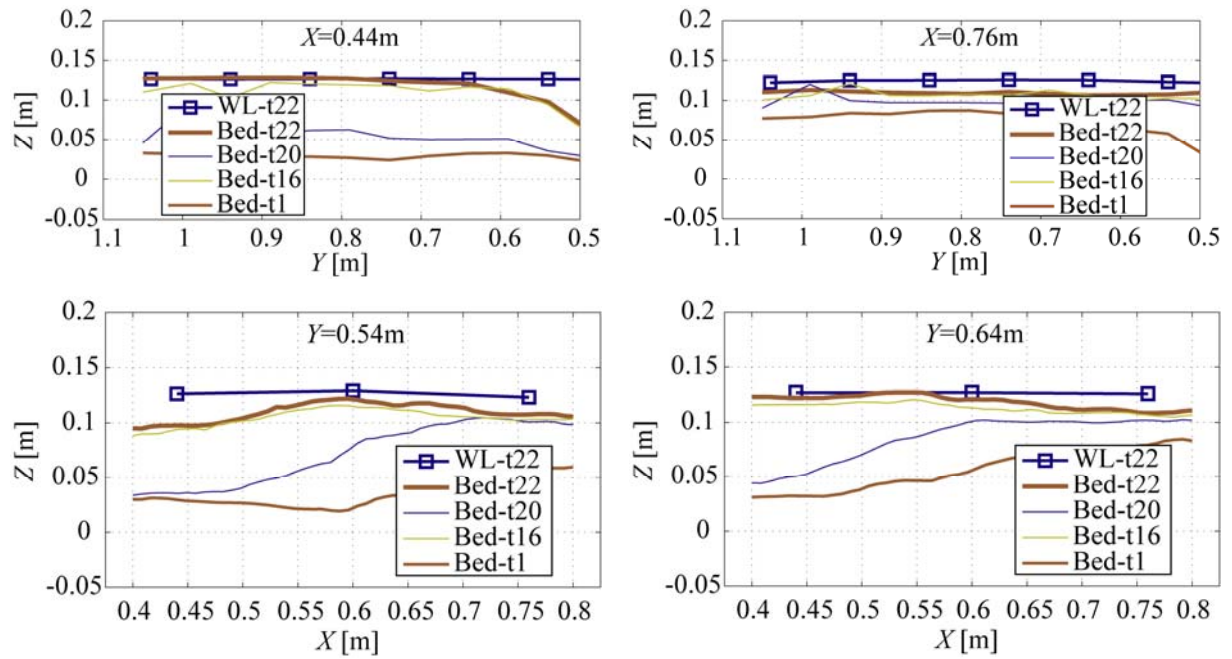 0.2
X=0.44m
0.15
0.1
0.05
0
-0.05
Z [m]
WL-t22
Bed-t22
Bed-t20
Bed-t16
Bed-t1
1.1 1 0.9 0.8 0.7 0.6 0.5
Y [m]
0.2
X=0.76m
0.15
0.1
0.05
0
-0.05
Z [m]
WL-t22
Bed-t22
Bed-t20
Bed-t16
Bed-t1
1.1 1 0.9 0.8 0.7 0.6 0.5
Y [m]
0.2
Y=0.54m
0.15
0.1
0.05
0
-0.05
Z [m]
WL-t22
Bed-t22
Bed-t20
Bed-t16
Bed-t1
0.4 0.45 0.5 0.55 0.6 0.65 0.7 0.75 0.8
X [m]
0.2
Y=0.64m
0.15
0.1
0.05
0
-0.05
Z [m]
WL-t22
Bed-t22
Bed-t20
Bed-t16
Bed-t1
0.4 0.45 0.5 0.55 0.6 0.65 0.7 0.75 0.8
X [m]